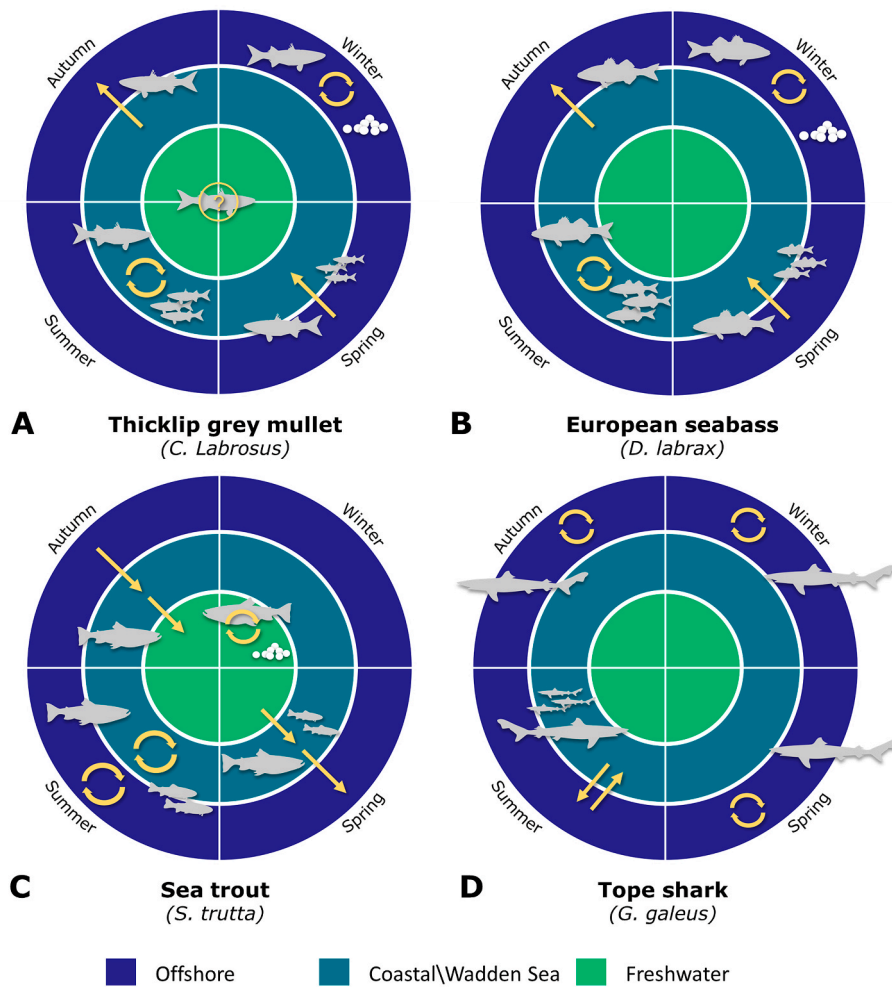 Autumn
Winter
?
Summer
Spring
A
Thicklip grey mullet
(C. Labrosus)
Autumn
Winter
Summer
Spring
B
European seabass
(D. labrax)
Autumn
Winter
Summer
Spring
C
Sea trout
(S. trutta)
Autumn
Winter
Summer
Spring
D
Tope shark
(G. galeus)
Offshore
Coastal\Wadden Sea
Freshwater